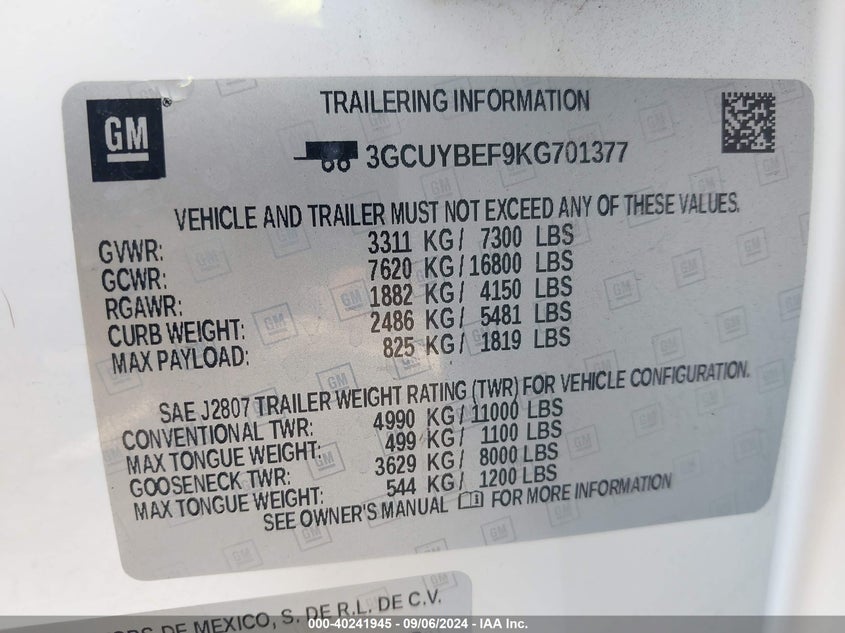 GM
TRAILERING INFORMATION
3GCUYBEF9KG701377
VEHICLE AND TRAILER MUST NOT EXCEED ANY OF THESE VALUES.
GVWR: 3311 KG/ 7300 LBS
GCWR: 7620 KG/16800 LBS
RGAWR: 1882 KG/ 4150 LBS
CURB WEIGHT: 2486 KG/ 5481 LBS
MAX PAYLOAD: 825 KG/ 1819 LBS
SAE J2807 TRAILER WEIGHT RATING (TWR) FOR VEHICLE CONFIGURATION.
CONVENTIONAL TWR: 4990 KG/11000 LBS
MAX TONGUE WEIGHT: 499 KG/ 1100 LBS
GOOSENECK TWR: 3629 KG/ 8000 LBS
MAX TONGUE WEIGHT: 544 KG/ 1200 LBS
SEE OWNER'S MANUAL FOR MORE INFORMATION
DE MEXICO, S. DE R.L. DE C.V.
000-40241945 - 09/06/2024 - IAA Inc.